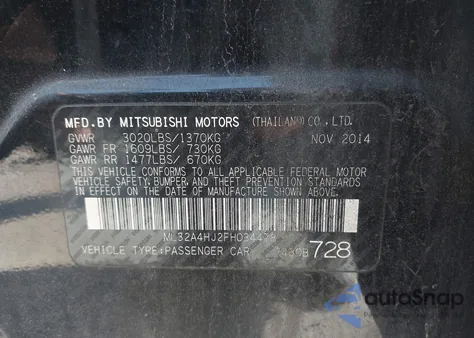 MFD.BY MITSUBISHI MOTORS (THAILAND) CO., LTD.
GVWR 3020LBS/1370KG NOV 2014
GAWR FR 1609LBS/ 730KG
GAWR RR 1477LBS/ 670KG
THIS VEHICLE CONFORMS TO ALL APPLICABLE FEDERAL MOTOR
VEHICLE SAFETY, BUMPER, AND THEFT PREVENTION STANDARDS IN EFFECT ON
THE DATE OF MANUFACTURE SHOWN ABOVE.
VEHICLE TYPE:PASSENGER CAR 728
autoSnap